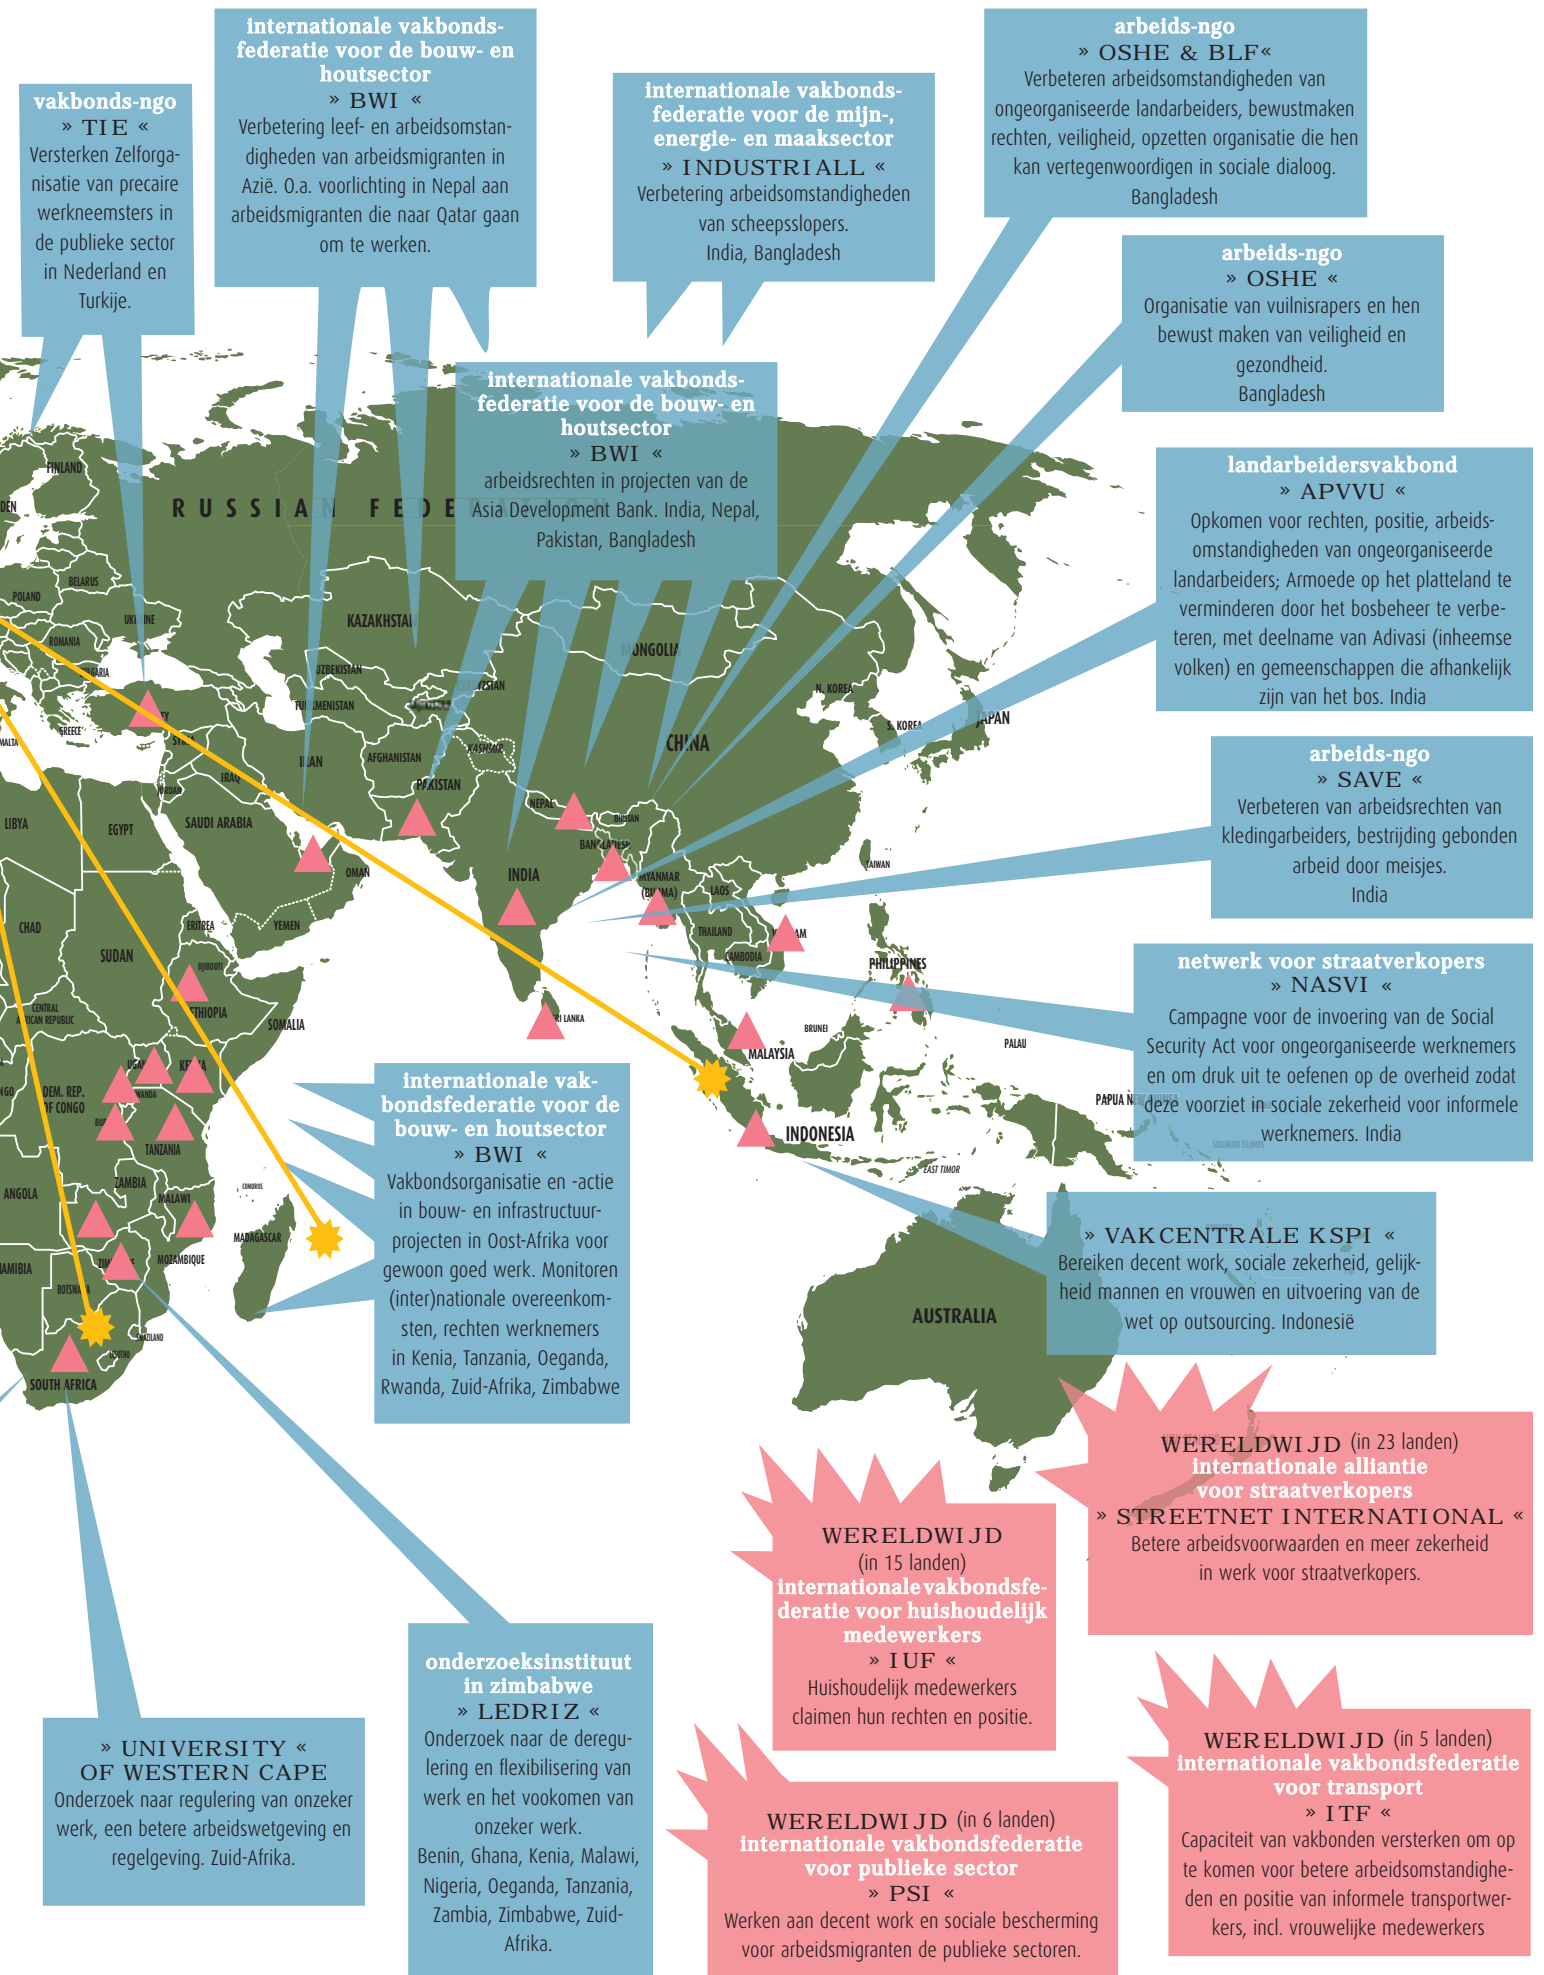 vakbonds-ngo
» TIE «
Versterken Zelforga-
nisatie van precaire
werkneemsters in
de publieke sector
in Nederland en
Turkije.
internationale vakbonds-
federatie voor de bouw- en
houtsector
» BWI «
Verbetering leef- en arbeidsomstan-
digheden van arbeidsmigranten in
Azië. O.a. voorlichting in Nepal aan
arbeidsmigranten die naar Qatar gaan
om te werken.
internationale vakbonds-
federatie voor de mijn-,
energie- en maaksector
» INDUSTRIALL «
Verbetering arbeidsomstandigheden
van scheepsslopers.
India, Bangladesh
arbeids-ngo
» OSHE & BLF«
Verbeteren arbeidsomstandigheden van
ongeorganiseerde landarbeiders, bewustmaken
rechten, veiligheid, opzetten organisatie die hen
kan vertegenwoordigen in sociale dialoog.
Bangladesh
arbeids-ngo
» OSHE «
Organisatie van vuilnisrapers en hen
bewust maken van veiligheid en
gezondheid.
Bangladesh
internationale vakbonds-
federatie voor de bouw- en
houtsector
» BWI «
arbeidsrechten in projecten van de
Asia Development Bank. India, Nepal,
Pakistan, Bangladesh
landarbeidersvakbond
» APVVU «
Opkomen voor rechten, positie, arbeids-
omstandigheden van ongeorganiseerde
landarbeiders; Armoede op het platteland te
verminderen door het bosbeheer te verbe-
teren, met deelname van Adivasi (inheemse
volken) en gemeenschappen die afhankelijk
zijn van het bos. India
arbeids-ngo
» SAVE «
Verbeteren van arbeidsrechten van
kledingarbeiders, bestrijding gebonden
arbeid door meisjes.
India
netwerk voor straatverkopers
» NASVI «
Campagne voor de invoering van de Social
Security Act voor ongeorganiseerde werknemers
en om druk uit te oefenen op de overheid zodat
deze voorziet in sociale zekerheid voor informele
werknemers. India
internationale vak-
bondsfederatie voor de
bouw- en houtsector
» BWI «
Vakbondsorganisatie en -actie
in bouw- en infrastructuur-
projecten in Oost-Afrika voor
gewoon goed werk. Monitoren
(inter)nationale overeenkom-
sten, rechten werknemers
in Kenia, Tanzania, Oeganda,
Rwanda, Zuid-Afrika, Zimbabwe
» VAKCENTRALE KSPI «
Bereiken decent work, sociale zekerheid, gelijk-
heid mannen en vrouwen en uitvoering van de
wet op outsourcing. Indonesië
WERELDWIJD (in 23 landen)
internationale alliantie
voor straatverkopers
» STREETNET INTERNATIONAL «
Betere arbeidsvoorwaarden en meer zekerheid
in werk voor straatverkopers.
WERELDWIJD
(in 15 landen)
internationale vakbondsfe-
deratie voor huishoudelijk
medewerkers
» IUF «
Huishoudelijk medewerkers
claimen hun rechten en positie.
onderzoeksinstituut
in zimbabwe
» LEDRIZ «
Onderzoek naar de deregu-
lering en flexibilisering van
werk en het vookomen van
onzeker werk.
Benin, Ghana, Kenia, Malawi,
Nigeria, Oeganda, Tanzania,
Zambia, Zimbabwe, Zuid-
Afrika.
» UNIVERSITY «
OF WESTERN CAPE
Onderzoek naar regulering van onzeker
werk, een betere arbeidswetgeving en
regelgeving. Zuid-Afrika.
WERELDWIJD (in 6 landen)
internationale vakbondsfederatie
voor publieke sector
» PSI «
Werken aan decent work en sociale bescherming
voor arbeidsmigranten de publieke sectoren.
WERELDWIJD (in 5 landen)
internationale vakbondsfederatie
voor transport
» ITF «
Capaciteit van vakbonden versterken om op
te komen voor betere arbeidsomstandighe-
den en positie van informele transportwer-
kers, incl. vrouwelijke medewerkers
FINLAND
RUSSIAN FEDERATION
BELARUS
POLAND
ROMANIA
KAZAKHSTAN
MONGOLIA
UZBEKISTAN
N. KOREA
S. KOREA
JAPAN
GREECE
MALTA
IRAN
AFGHANISTAN
KASHMIR
CHINA
IRAQ
JORDAN
PAKISTAN
LIBYA
EGYPT
SAUDI ARABIA
NEPAL
BHUTAN
BANGLADESH
OMAN
INDIA
MYANMAR
LAOS
TAIWAN
CHAD
SUDAN
ERITREA
YEMEN
THAILAND
CAMBODIA
DJIBOUTI
PHILIPPINES
ETHIOPIA
SOMALIA
BRUNEI
MALAYSIA
PALAU
DEM. REP.
OF CONGO
TANZANIA
INDONESIA
EAST TIMOR
SOLOMON ISLANDS
ANGOLA
ZAMBIA
MALAWI
COMOROS
MADAGASCAR
MOZAMBIQUE
BOTSWANA
SWAZILAND
LESOTHO
SOUTH AFRICA
AUSTRALIA